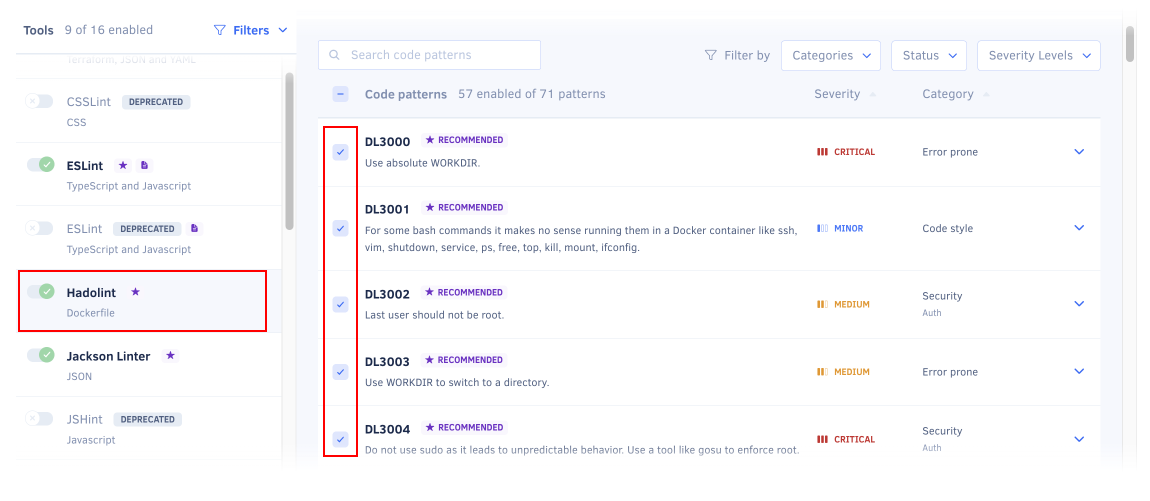 Tools 9 of 16 enabled Filters
Terraform, JSON and YAML
CSSLint DEPRECATED
CSS
ESLint
TypeScript and Javascript
ESLint DEPRECATED
TypeScript and Javascript
Hadolint
Dockerfile
Jackson Linter
JSON
JSHint DEPRECATED
Javascript
Search code patterns Filter by Categories Status Severity Levels
Code patterns 57 enabled of 71 patterns Severity Category
DL3000 RECOMMENDED
Use absolute WORKDIR.
CRITICAL Error prone
DL3001 RECOMMENDED
For some bash commands it makes no sense running them in a Docker container like ssh,
vim, shutdown, service, ps, free, top, kill, mount, ifconfig.
MINOR Code style
DL3002 RECOMMENDED
Last user should not be root.
MEDIUM Security
Auth
DL3003 RECOMMENDED
Use WORKDIR to switch to a directory.
MEDIUM Error prone
DL3004 RECOMMENDED
Do not use sudo as it leads to unpredictable behavior. Use a tool like gosu to enforce root.
CRITICAL Security
Auth